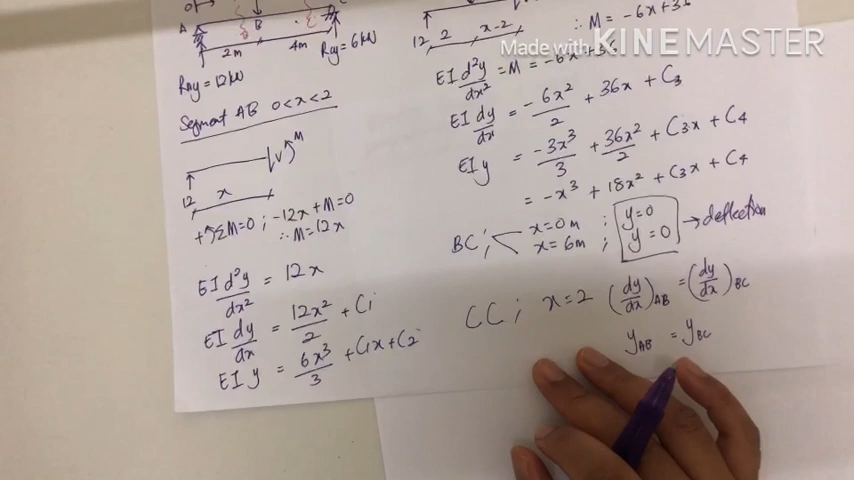 A
B
2m
4m
RAy = 12kN
RCy = 6kN
Segment AB 0<x<2
V
M
12
x
+ΣM=0 ; -12x + M=0
∴ M=12x
EI d²y/dx² = 12x
EI dy/dx = 12x²/2 + C1
EI y = 6x³/3 + C1x + C2
Made with KINEMASTER
12
2
x-2
∴ M = -6x+36
EI d²y/dx² = M = -6x + 36
EI dy/dx = -6x²/2 + 36x + C3
EI y = -3x³/3 + 36x²/2 + C3x + C4
= -x³ + 18x² + C3x + C4
BC ; x=0m ; y=0
x=6m ; y=0 → deflection
CC ; x=2 (dy/dx)AB = (dy/dx)BC
yAB = yBC